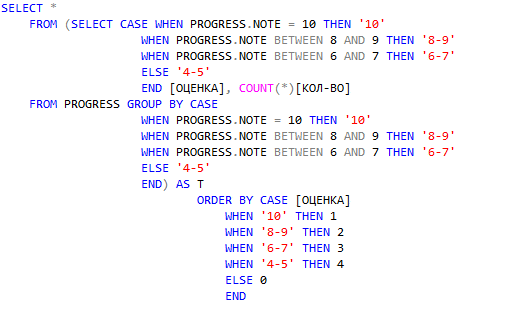 SELECT *
FROM (SELECT CASE WHEN PROGRESS.NOTE = 10 THEN '10'
WHEN PROGRESS.NOTE BETWEEN 8 AND 9 THEN '8-9'
WHEN PROGRESS.NOTE BETWEEN 6 AND 7 THEN '6-7'
ELSE '4-5'
END [ОЦЕНКА], COUNT(*)[КОЛ-ВО]
FROM PROGRESS GROUP BY CASE
WHEN PROGRESS.NOTE = 10 THEN '10'
WHEN PROGRESS.NOTE BETWEEN 8 AND 9 THEN '8-9'
WHEN PROGRESS.NOTE BETWEEN 6 AND 7 THEN '6-7'
ELSE '4-5'
END) AS T
ORDER BY CASE [ОЦЕНКА]
WHEN '10' THEN 1
WHEN '8-9' THEN 2
WHEN '6-7' THEN 3
WHEN '4-5' THEN 4
ELSE 0
END